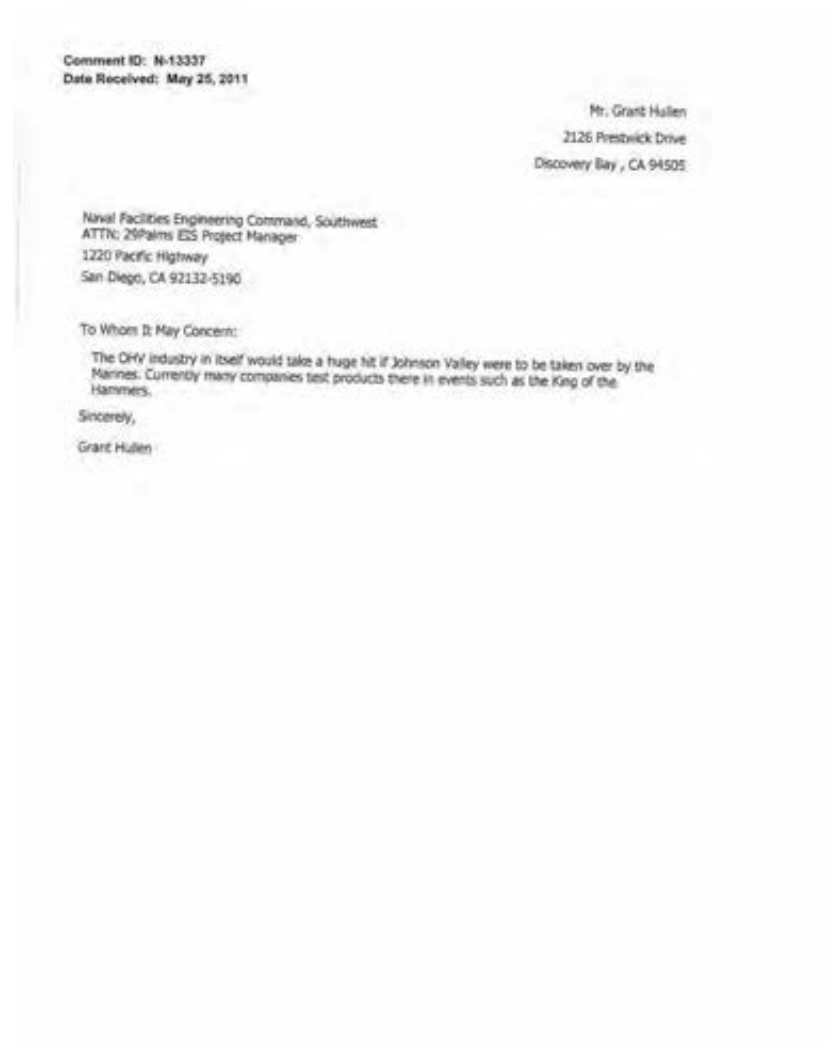 Comment ID: N-13337
Date Received: May 25, 2011
Mr. Grant Hullen
2126 Prestwick Drive
Discovery Bay , CA 94505
Naval Facilities Engineering Command, Southwest
ATTN: 29Palms EIS Project Manager
1220 Pacific Highway
San Diego, CA 92132-5190
To Whom It May Concern:
The OHV industry in itself would take a huge hit if Johnson Valley were to be taken over by the
Marines. Currently many companies test products there in events such as the King of the
Hammers.
Sincerely,
Grant Hullen